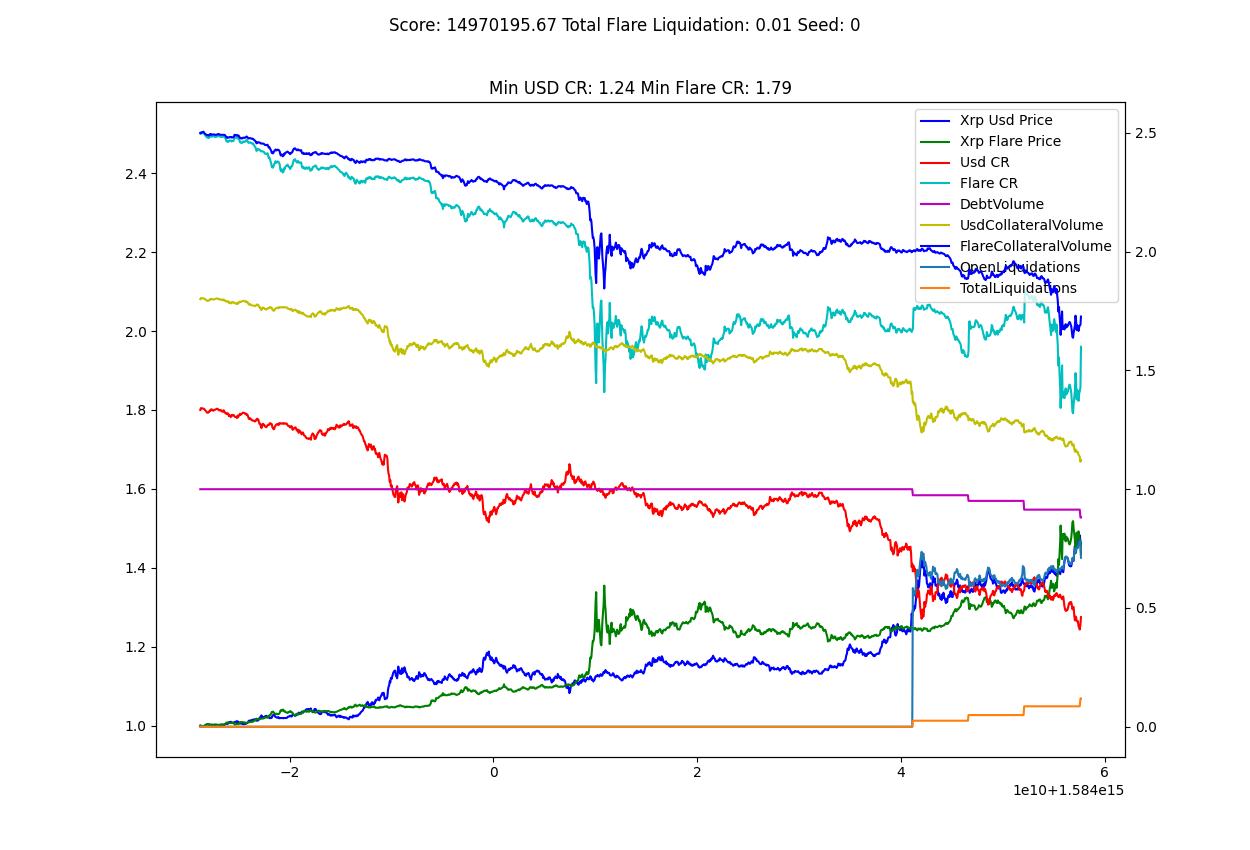 Score: 14970195.67 Total Flare Liquidation: 0.01 Seed: 0
Min USD CR: 1.24 Min Flare CR: 1.79
Xrp Usd Price
Xrp Flare Price
Usd CR
Flare CR
DebtVolume
UsdCollateralVolume
FlareCollateralVolume
OpenLiquidations
TotalLiquidations
2.4
2.2
2.0
1.8
1.6
1.4
1.2
1.0
2.5
2.0
1.5
1.0
0.5
0.0
−2 0 2 4 6
1e10+1.584e15